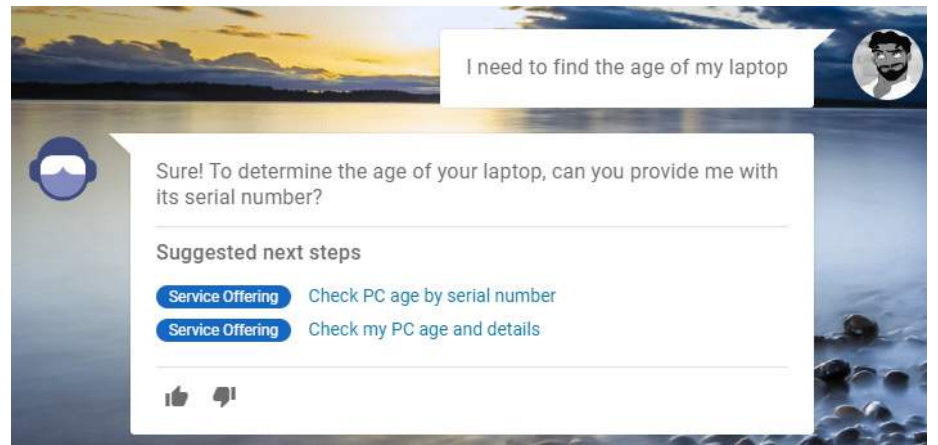 I need to find the age of my laptop
Sure! To determine the age of your laptop, can you provide me with
its serial number?
Suggested next steps
Service Offering Check PC age by serial number
Service Offering Check my PC age and details